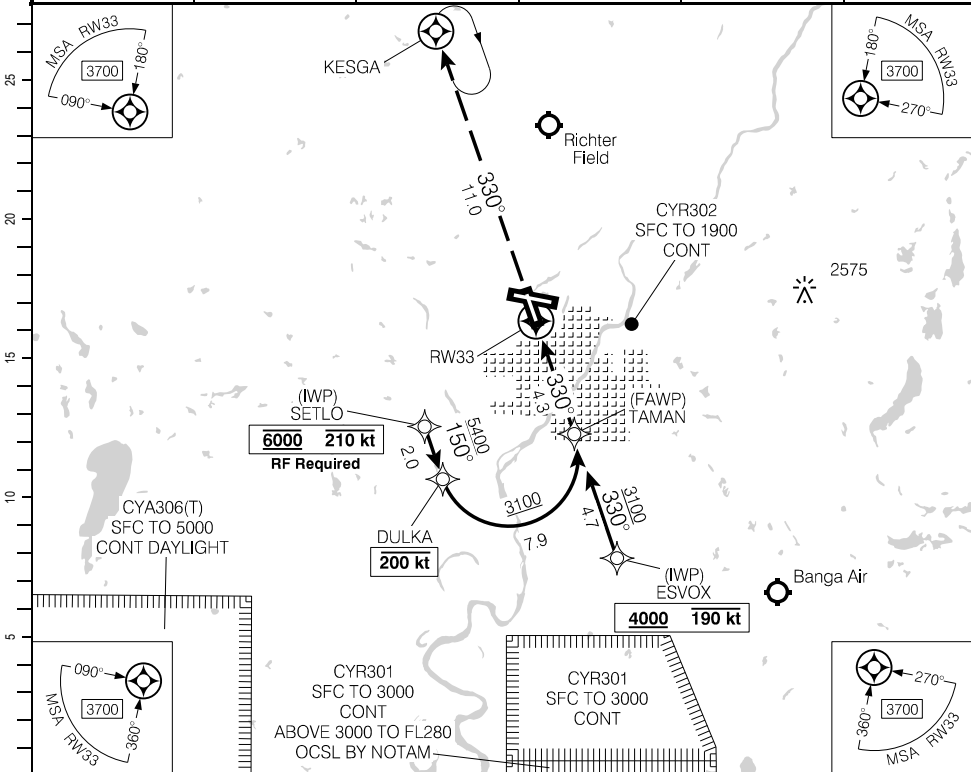 MSA RW33
3700
180°
090°
KESGA
MSA RW33
3700
180°
270°
25
Richter
Field
330°
11.0
20
CYR302
SFC TO 1900
CONT
2575
RW33
15
330°
4.3
(FAWP)
TAMAN
(IWP)
SETLO
6000 210 kt
RF Required
5400
150°
2.0
10
3100
7.9
3100
330°
4.7
CYA306(T)
SFC TO 5000
CONT DAYLIGHT
DULKA
200 kt
(IWP)
ESVOX
4000 190 kt
Banga Air
5
090°
3700
360°
MSA RW33
CYR301
SFC TO 3000
CONT
ABOVE 3000 TO FL280
OCSL BY NOTAM
CYR301
SFC TO 3000
CONT
270°
3700
360°
MSA RW33